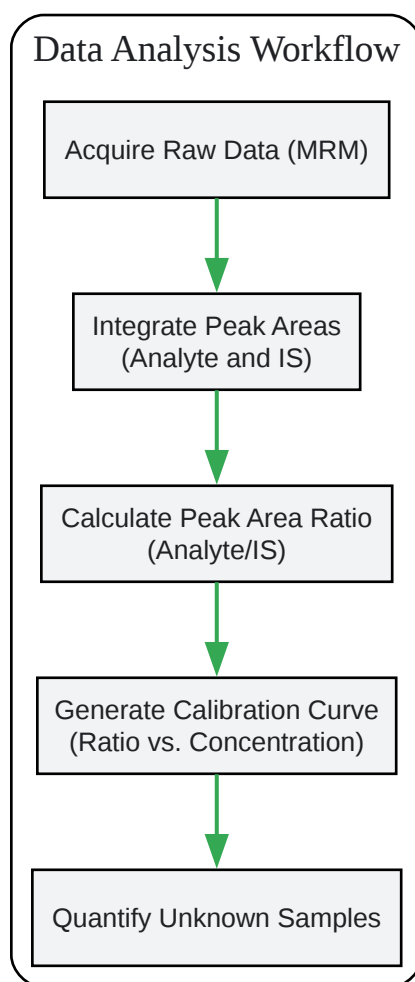 Data Analysis Workflow
Acquire Raw Data (MRM)
Integrate Peak Areas
(Analyte and IS)
Calculate Peak Area Ratio
(Analyte/IS)
Generate Calibration Curve
(Ratio vs. Concentration)
Quantify Unknown Samples